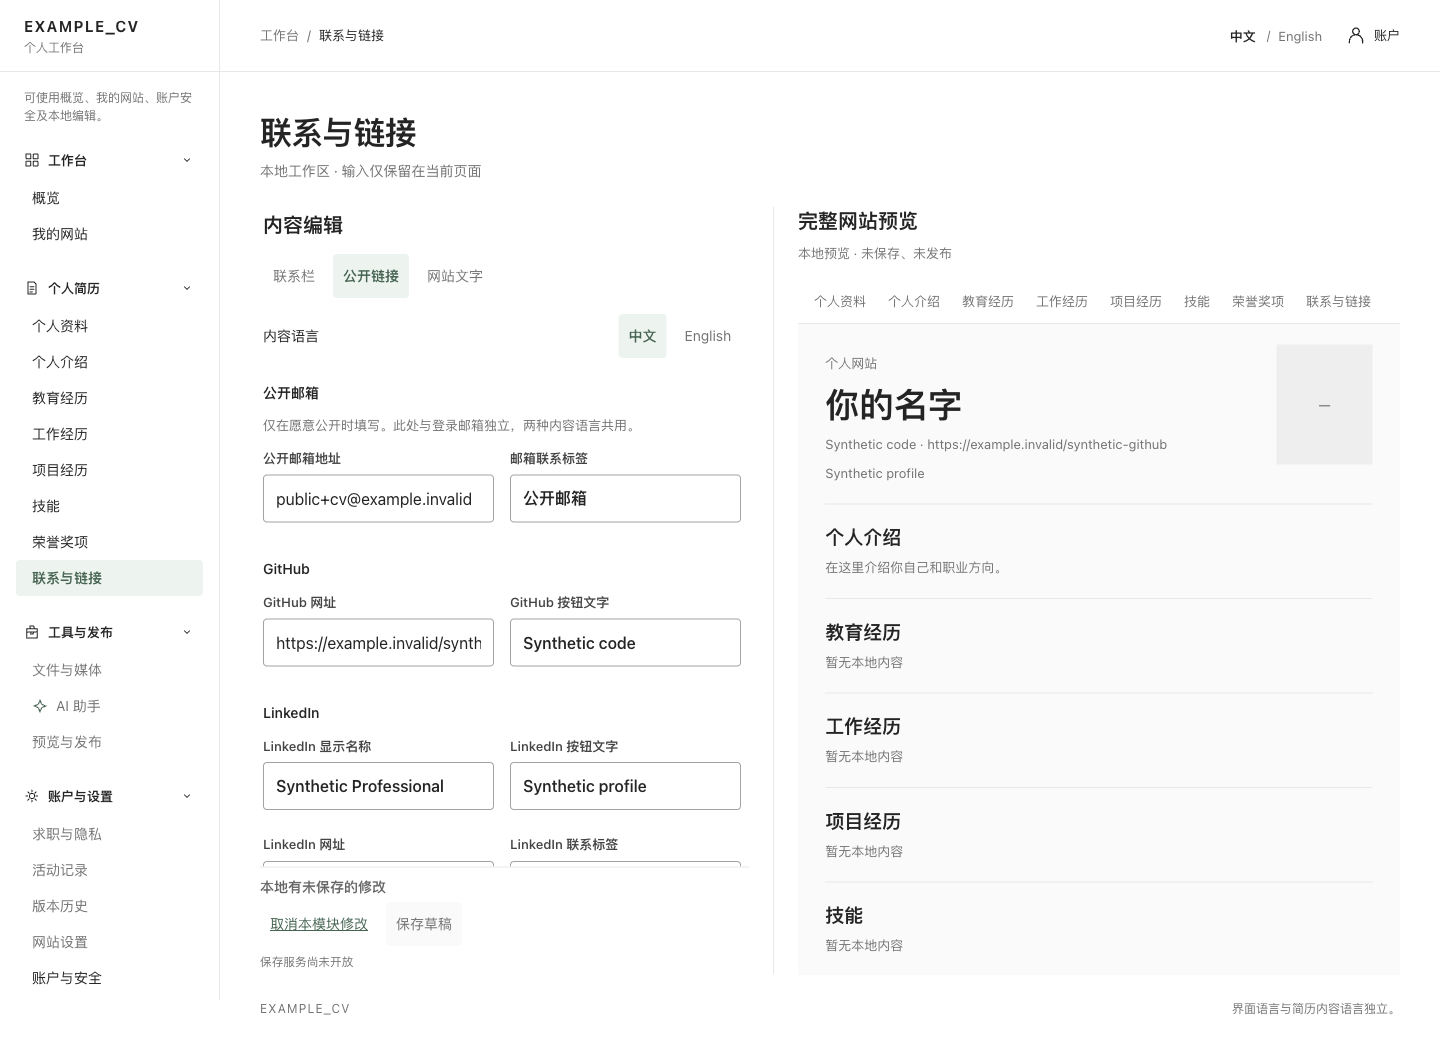 EXAMPLE_CV
个人工作台
工作台 / 联系与链接
中文 / English
账户
可使用概览、我的网站、账户安
全及本地编辑。
工作台
概览
我的网站
个人简历
个人资料
个人介绍
教育经历
工作经历
项目经历
技能
荣誉奖项
联系与链接
工具与发布
文件与媒体
AI 助手
预览与发布
账户与设置
求职与隐私
活动记录
版本历史
网站设置
账户与安全
联系与链接
本地工作区 · 输入仅保留在当前页面
内容编辑
联系栏 公开链接 网站文字
内容语言 中文 English
公开邮箱
仅在愿意公开时填写。此处与登录邮箱独立，两种内容语言共用。
公开邮箱地址 邮箱联系标签
public+cv@example.invalid 公开邮箱
GitHub
GitHub 网址 GitHub 按钮文字
https://example.invalid/synth Synthetic code
LinkedIn
LinkedIn 显示名称 LinkedIn 按钮文字
Synthetic Professional Synthetic profile
LinkedIn 网址 LinkedIn 联系标签
本地有未保存的修改
取消本模块修改 保存草稿
保存服务尚未开放
完整网站预览
本地预览 · 未保存、未发布
个人资料 个人介绍 教育经历 工作经历 项目经历 技能 荣誉奖项 联系与链接
个人网站
你的名字
—
Synthetic code · https://example.invalid/synthetic-github
Synthetic profile
个人介绍
在这里介绍你自己和职业方向。
教育经历
暂无本地内容
工作经历
暂无本地内容
项目经历
暂无本地内容
技能
暂无本地内容
EXAMPLE_CV
界面语言与简历内容语言独立。